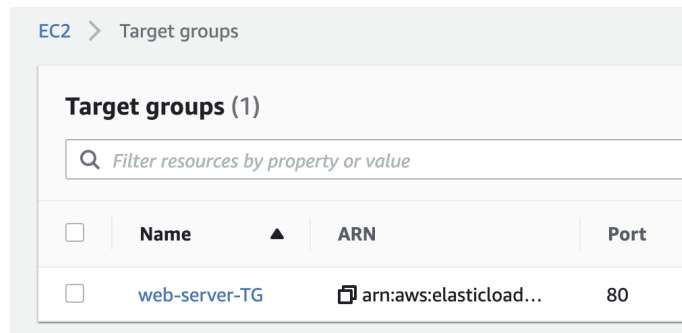 EC2 > Target groups
Target groups (1)
Filter resources by property or value
Name ▲ ARN Port
web-server-TG arn:aws:elasticload... 80